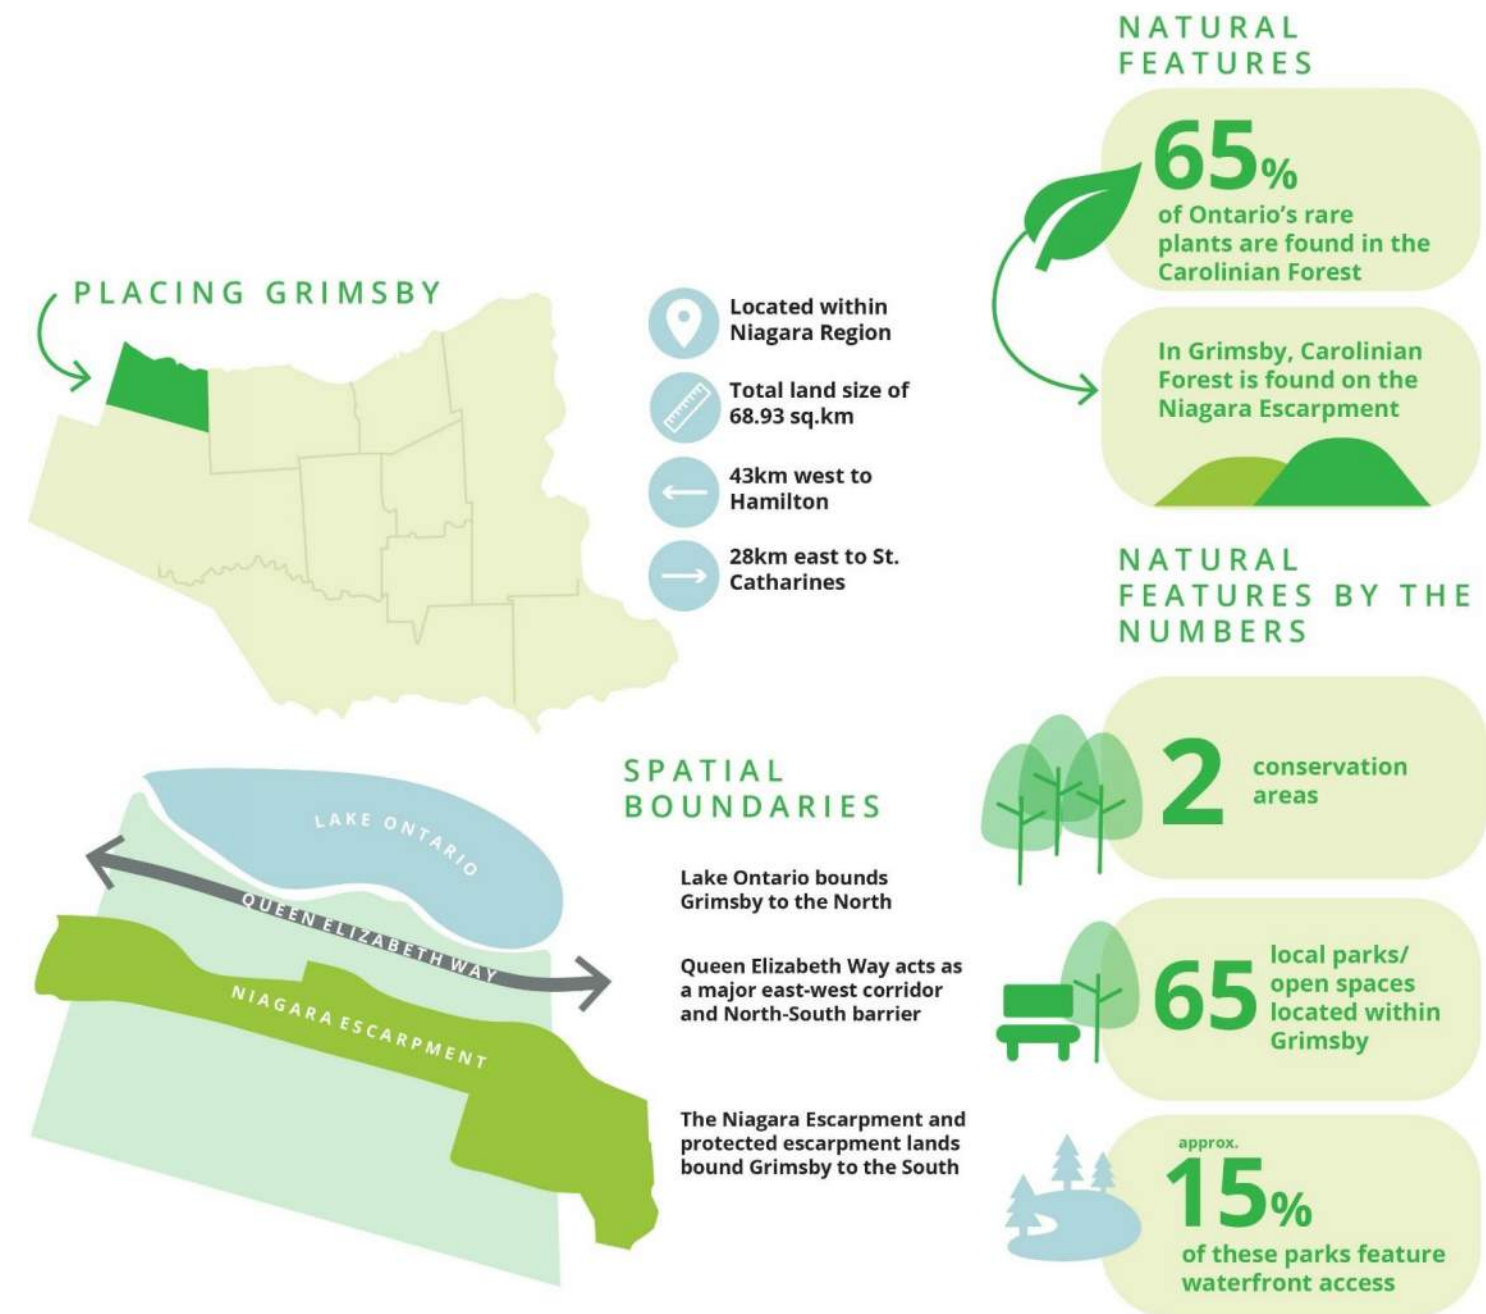 PLACING GRIMSBY
Located within
Niagara Region
Total land size of
68.93 sq.km
43km west to
Hamilton
28km east to St.
Catharines
LAKE ONTARIO
QUEEN ELIZABETH WAY
NIAGARA ESCARPMENT
SPATIAL
BOUNDARIES
Lake Ontario bounds
Grimsby to the North
Queen Elizabeth Way acts as
a major east-west corridor
and North-South barrier
The Niagara Escarpment and
protected escarpment lands
bound Grimsby to the South
NATURAL
FEATURES
65%
of Ontario's rare
plants are found in the
Carolinian Forest
In Grimsby, Carolinian
Forest is found on the
Niagara Escarpment
NATURAL
FEATURES BY THE
NUMBERS
2
conservation
areas
65
local parks/
open spaces
located within
Grimsby
approx.
15%
of these parks feature
waterfront access